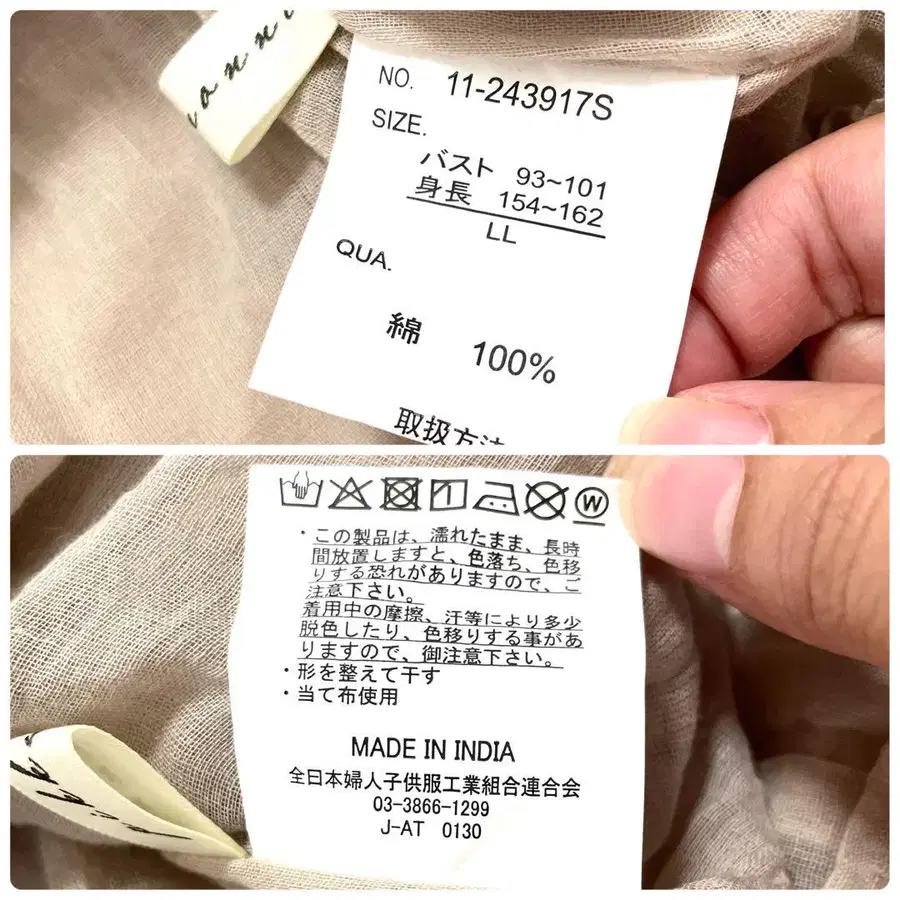 NO. 11-243917S
SIZE.
バスト 93~101
身長 154~162
LL
QUA.
綿 100%
取扱方法
W
・この製品は、濡れたまま、長時
間放置しますと、色落ち、色移
りする恐れがありますので、ご
注意下さい。
着用中の摩擦、汗等により多少
脱色したり、色移りする事があ
りますので、御注意下さい。
・形を整えて干す
・当て布使用
MADE IN INDIA
全日本婦人子供服工業組合連合会
03-3866-1299
J-AT 0130